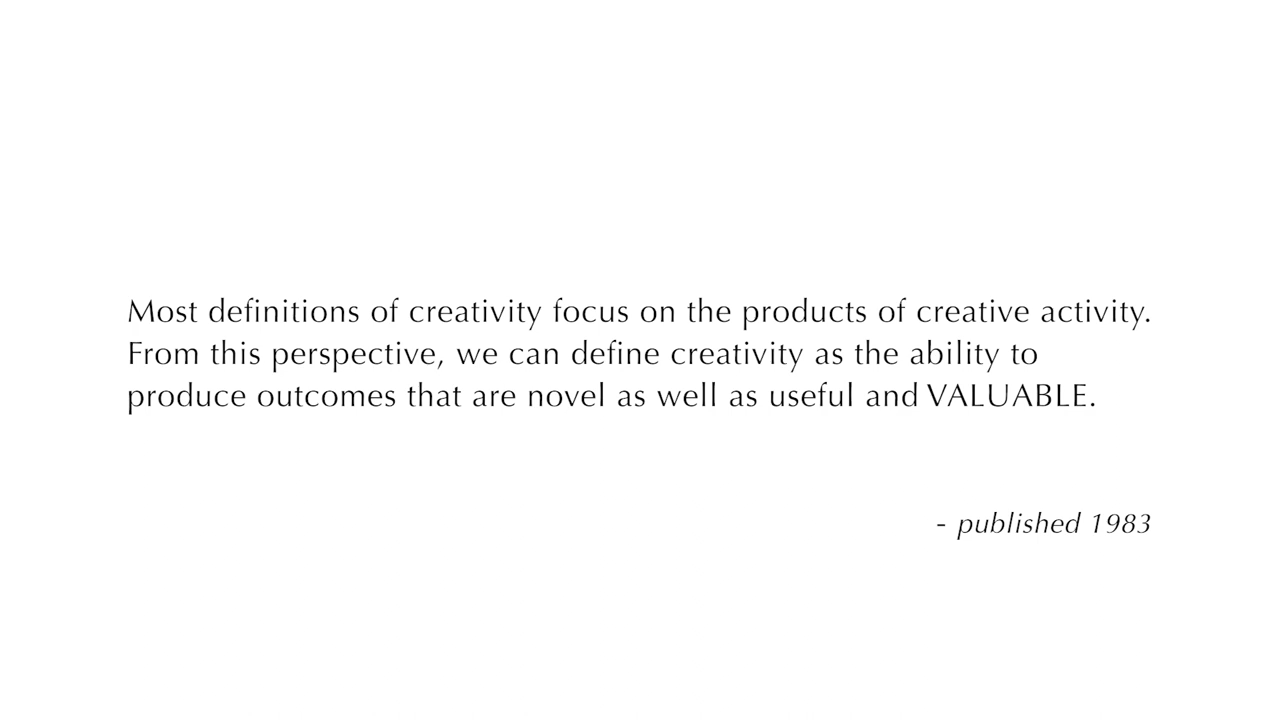 Most definitions of creativity focus on the products of creative activity.
From this perspective, we can define creativity as the ability to
produce outcomes that are novel as well as useful and VALUABLE.
- published 1983